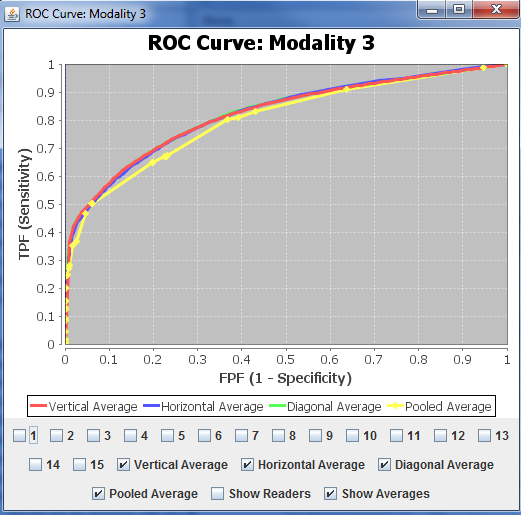 ROC Curve: Modality 3
ROC Curve: Modality 3
TPF (Sensitivity)
1
0.9
0.8
0.7
0.6
0.5
0.4
0.3
0.2
0.1
0
0 0.1 0.2 0.3 0.4 0.5 0.6 0.7 0.8 0.9 1
FPF (1 - Specificity)
Vertical Average Horizontal Average Diagonal Average Pooled Average
1 2 3 4 5 6 7 8 9 10 11 12 13
14 15 Vertical Average Horizontal Average Diagonal Average
Pooled Average Show Readers Show Averages